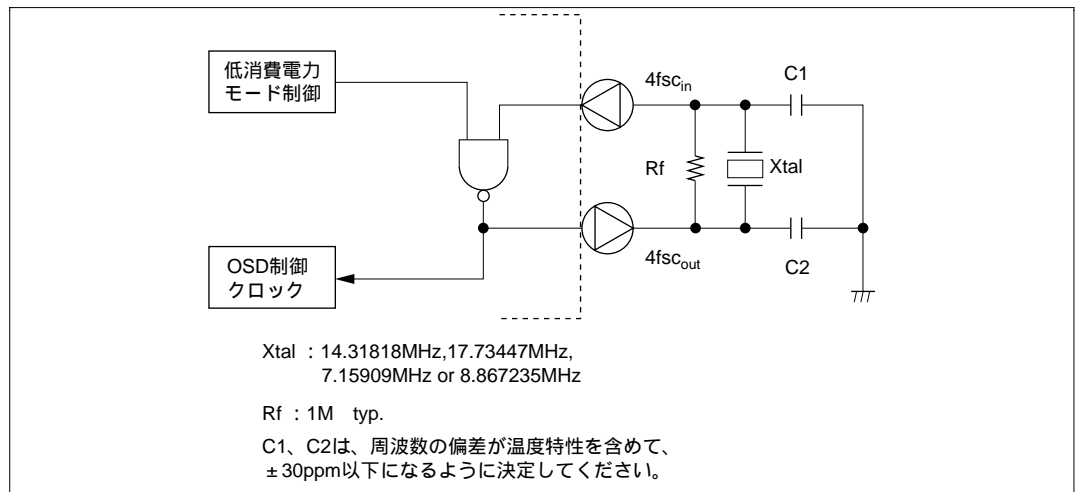 低消費電力
モード制御
4fscin
C1
Rf
Xtal
4fscout
C2
OSD制御
クロック
Xtal : 14.31818MHz,17.73447MHz,
7.15909MHz or 8.867235MHz
Rf : 1M typ.
C1、C2は、周波数の偏差が温度特性を含めて、
±30ppm以下になるように決定してください。